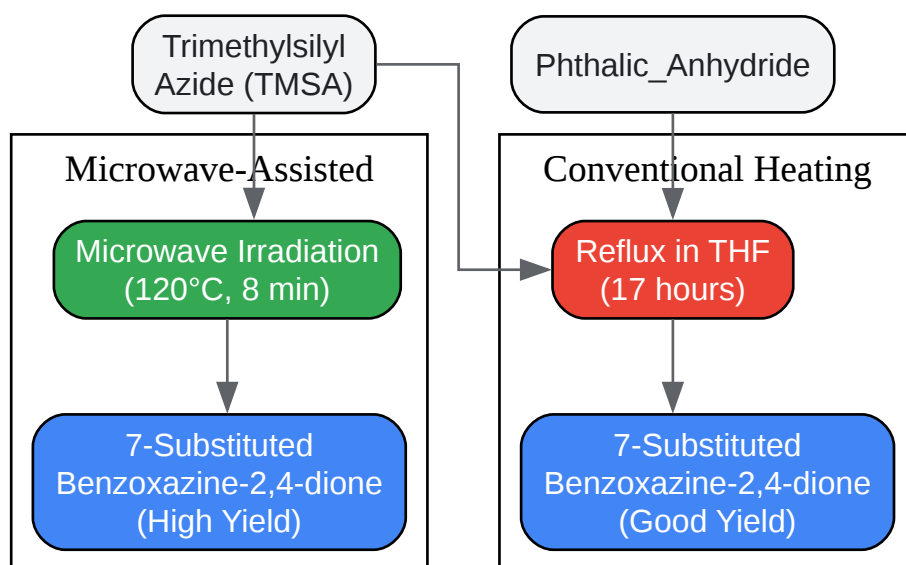 Trimethylsilyl
Azide (TMSA)
Phthalic_Anhydride
Microwave-Assisted
Conventional Heating
Microwave Irradiation
(120°C, 8 min)
Reflux in THF
(17 hours)
7-Substituted
Benzoxazine-2,4-dione
(High Yield)
7-Substituted
Benzoxazine-2,4-dione
(Good Yield)